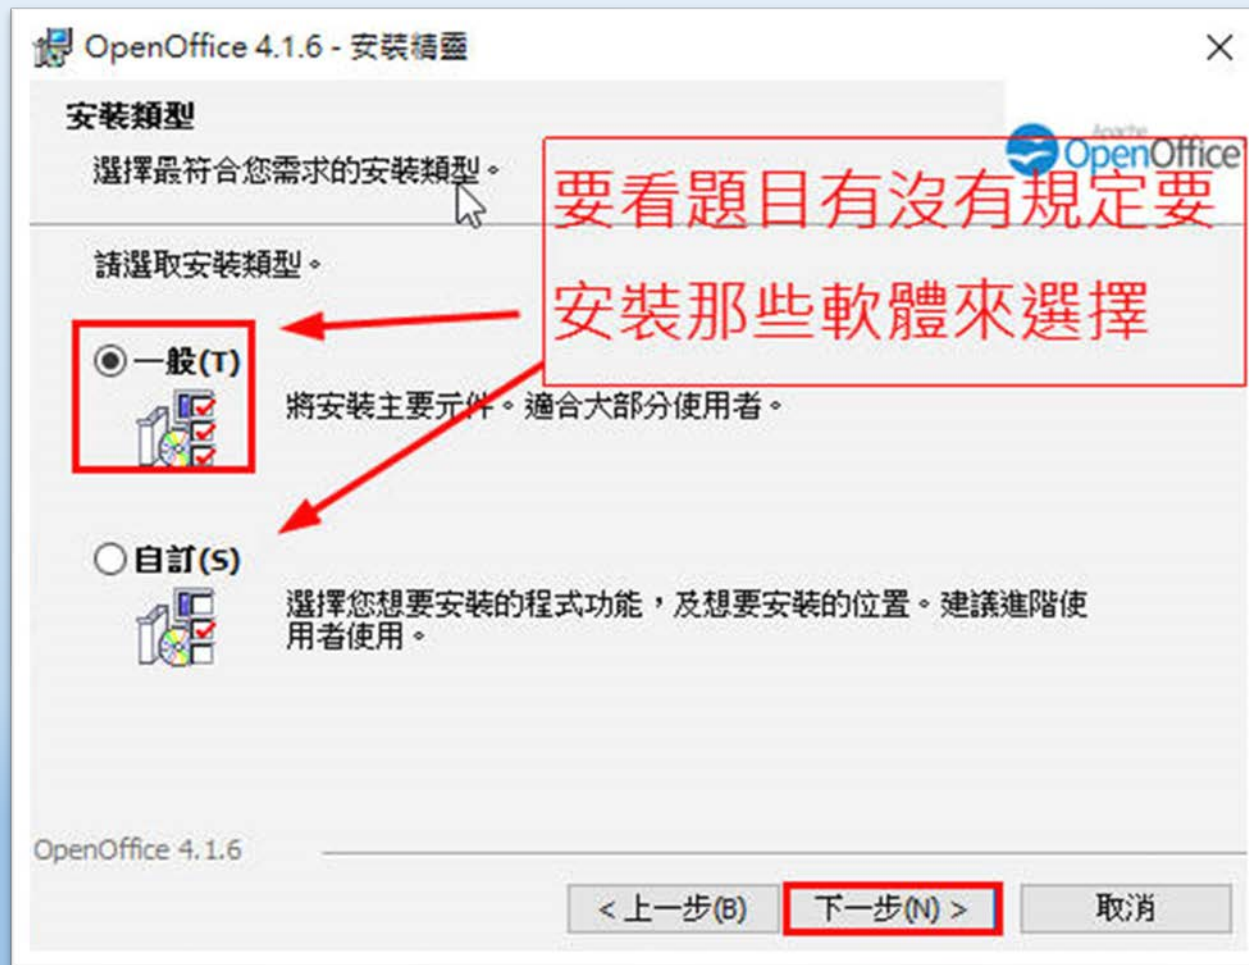 OpenOffice 4.1.6 - 安裝精靈
安裝類型
選擇最符合您需求的安裝類型。
Apache
OpenOffice
要看題目有沒有規定要
安裝那些軟體來選擇
請選取安裝類型。
一般(T)
將安裝主要元件。適合大部分使用者。
自訂(S)
選擇您想要安裝的程式功能，及想要安裝的位置。建議進階使
用者使用。
OpenOffice 4.1.6
< 上一步(B)
下一步(N) >
取消